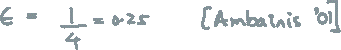 ϵ = 1/4 = 0.25 [Ambainis '01]